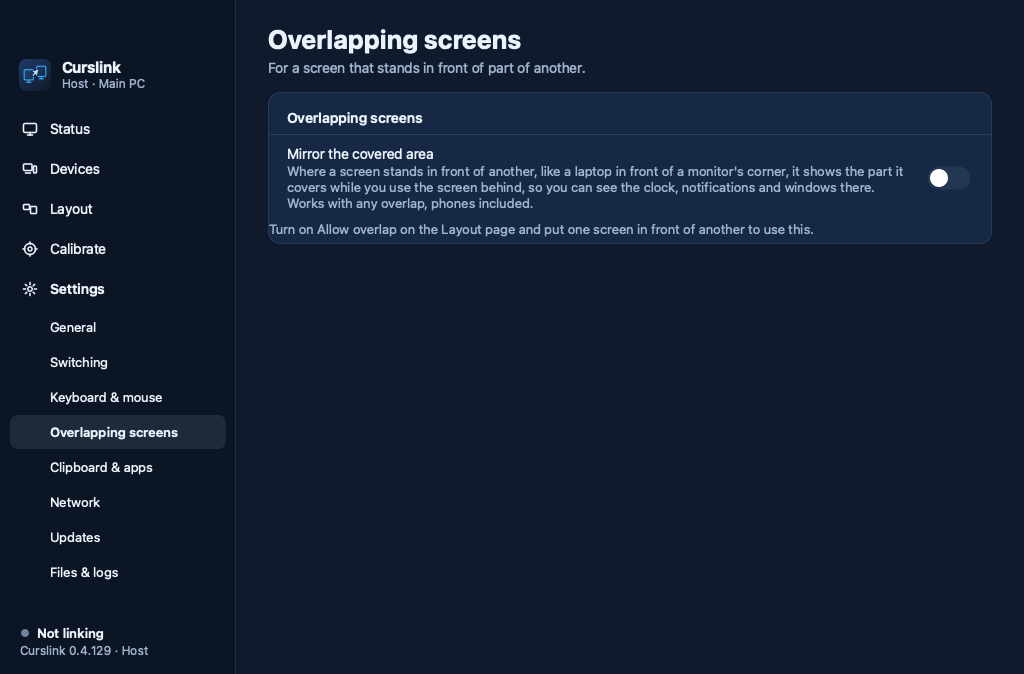 Curslink
Host · Main PC
Status
Devices
Layout
Calibrate
Settings
General
Switching
Keyboard & mouse
Overlapping screens
Clipboard & apps
Network
Updates
Files & logs
Not linking
Curslink 0.4.129 · Host
Overlapping screens
For a screen that stands in front of part of another.
Overlapping screens
Mirror the covered area
Where a screen stands in front of another, like a laptop in front of a monitor's corner, it shows the part it
covers while you use the screen behind, so you can see the clock, notifications and windows there.
Works with any overlap, phones included.
Turn on Allow overlap on the Layout page and put one screen in front of another to use this.